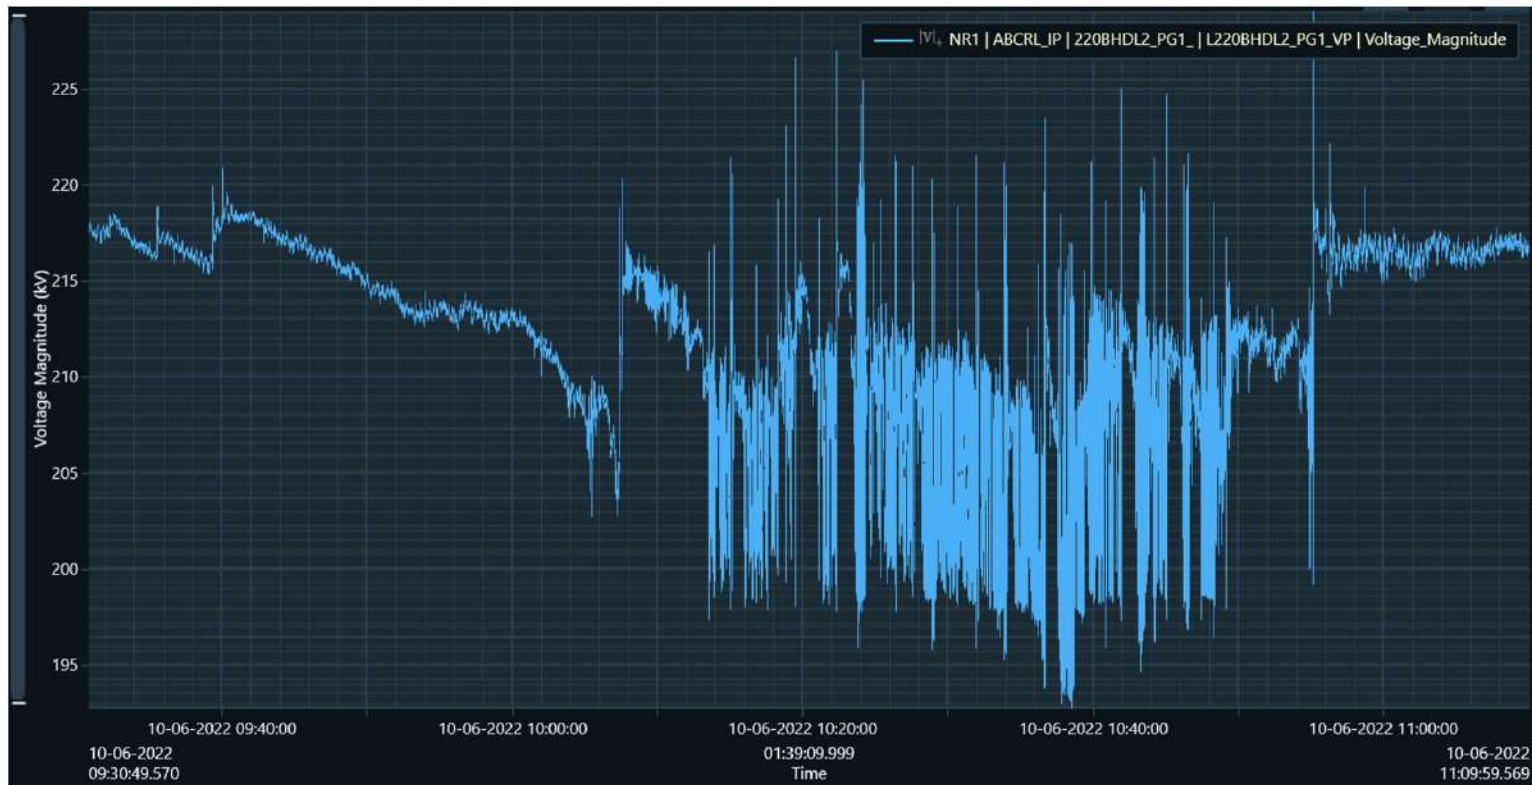 |V|+ NR1 | ABCRL_IP | 220BHDL2_PG1_ | L220BHDL2_PG1_VP | Voltage_Magnitude
Voltage Magnitude (kV)
225
220
215
210
205
200
195
10-06-2022 09:40:00 10-06-2022 10:00:00 10-06-2022 10:20:00 10-06-2022 10:40:00 10-06-2022 11:00:00
10-06-2022 01:39:09.999 10-06-2022
09:30:49.570 Time 11:09:59.569